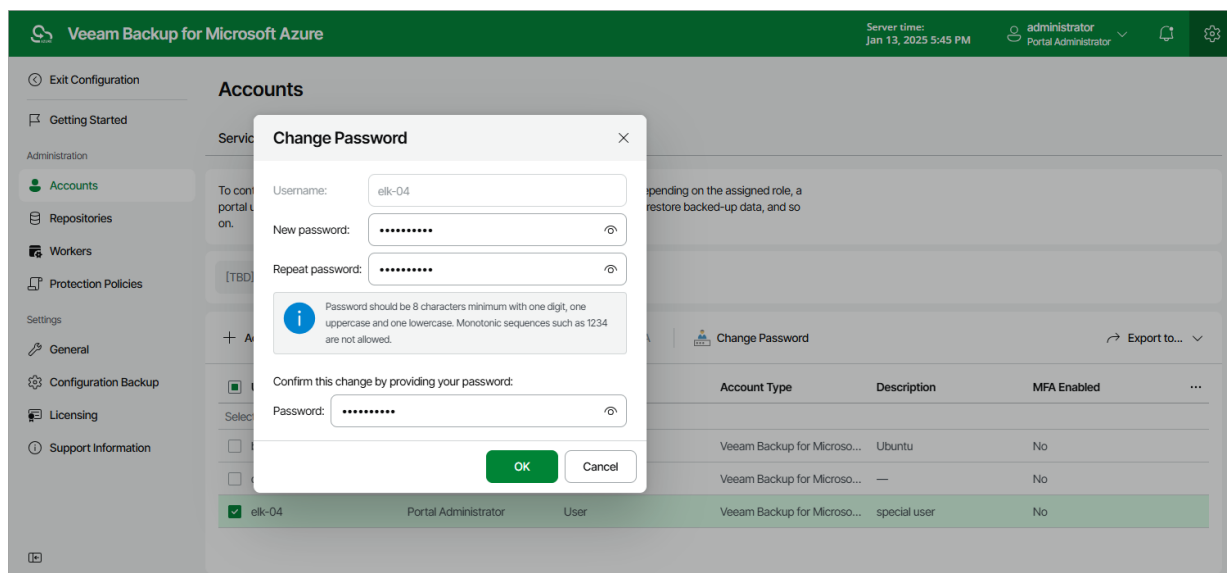 Veeam Backup for Microsoft Azure
Server time:
Jan 13, 2025 5:45 PM
administrator
Portal Administrator
Exit Configuration
Getting Started
Administration
Accounts
Repositories
Workers
Protection Policies
Settings
General
Configuration Backup
Licensing
Support Information
Accounts
Servic
To cont
portal u
on.
epending on the assigned role, a
restore backed-up data, and so
[TBD]
Change Password
Export to...
Account Type
Description
MFA Enabled
Select
Veeam Backup for Microso...
Ubuntu
No
Veeam Backup for Microso...
—
No
elk-04
Portal Administrator
User
Veeam Backup for Microso...
special user
No
Change Password
Username:
elk-04
New password:
••••••••••
Repeat password:
••••••••••
Password should be 8 characters minimum with one digit, one
uppercase and one lowercase. Monotonic sequences such as 1234
are not allowed.
Confirm this change by providing your password:
Password:
••••••••••
OK
Cancel